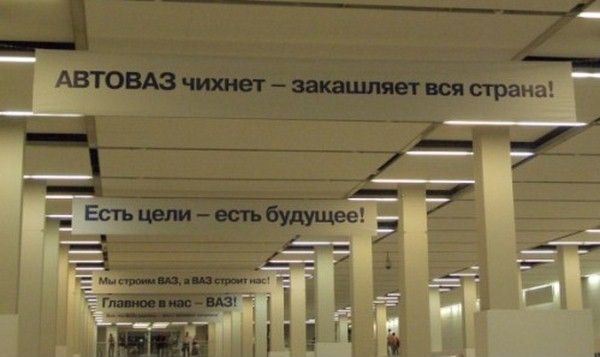 АВТОВАЗ чихнет – закашляет вся страна!
Есть цели – есть будущее!
Мы строим ВАЗ, а ВАЗ строит нас!
Главное в нас – ВАЗ!